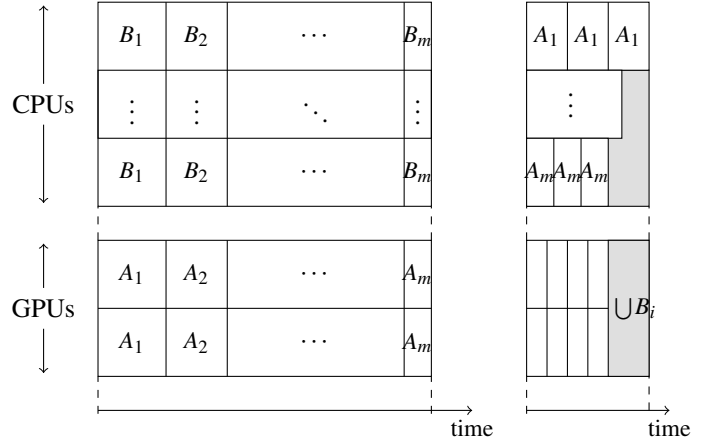 B₁ B₂ ⋯ Bₘ A₁ A₁ A₁
CPUs ⋮ ⋮ ⋱ ⋮ ⋮
B₁ B₂ ⋯ Bₘ Aₘ Aₘ Aₘ
A₁ A₂ ⋯ Aₘ
GPUs ⋃Bᵢ
A₁ A₂ ⋯ Aₘ
time time